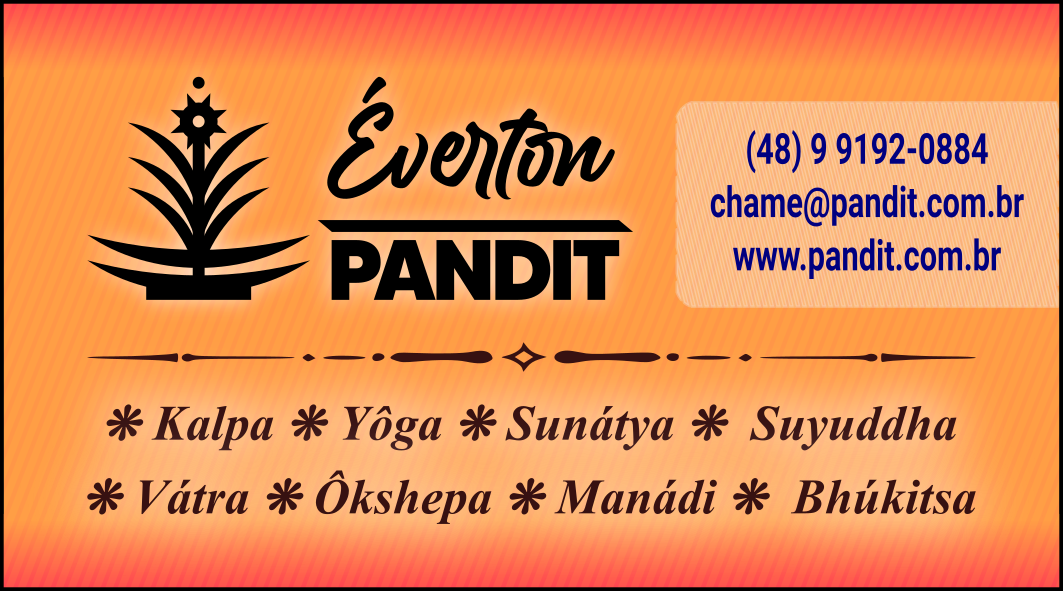 Éverton
PANDIT
(48) 9 9192-0884
chame@pandit.com.br
www.pandit.com.br
❋ Kalpa ❋ Yôga ❋ Sunátya ❋ Suyuddha
❋ Vátra ❋ Ôkshepa ❋ Manádi ❋ Bhúkitsa